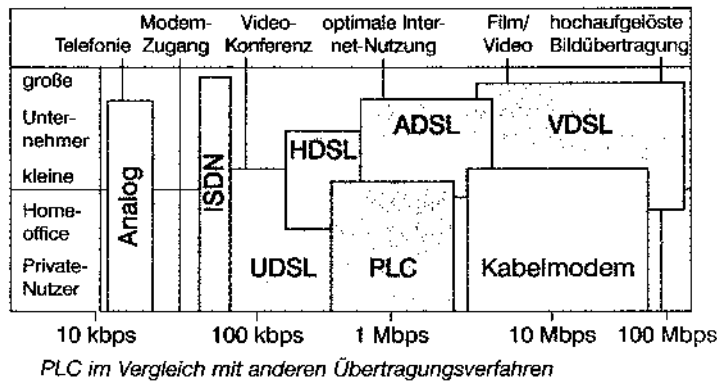 Telefonie
Modem-
Zugang
Video-
Konferenz
optimale Inter-
net-Nutzung
Film/
Video
hochaufgelöste
Bildübertragung
große
Unter-
nehmer
kleine
Home-
office
Private-
Nutzer
Analog
ISDN
HDSL
UDSL
ADSL
PLC
VDSL
Kabelmodem
10 kbps
100 kbps
1 Mbps
10 Mbps
100 Mbps
PLC im Vergleich mit anderen Übertragungsverfahren